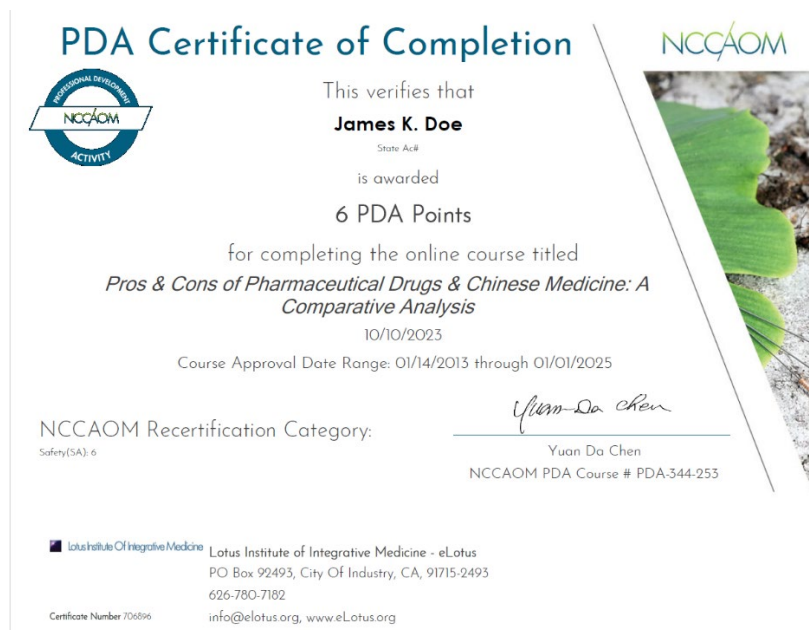 PDA Certificate of Completion
NCCAOM
PROFESSIONAL DEVELOPMENT
NCCAOM
ACTIVITY
This verifies that
James K. Doe
State Ac#
is awarded
6 PDA Points
for completing the online course titled
Pros & Cons of Pharmaceutical Drugs & Chinese Medicine: A
Comparative Analysis
10/10/2023
Course Approval Date Range: 01/14/2013 through 01/01/2025
Yuan-Da Chen
NCCAOM Recertification Category:
Safety(SA): 6
Yuan Da Chen
NCCAOM PDA Course # PDA-344-253
Lotus Institute Of Integrative Medicine
Lotus Institute of Integrative Medicine - eLotus
PO Box 92493, City Of Industry, CA, 91715-2493
626-780-7182
Certificate Number 706896
info@elotus.org, www.eLotus.org